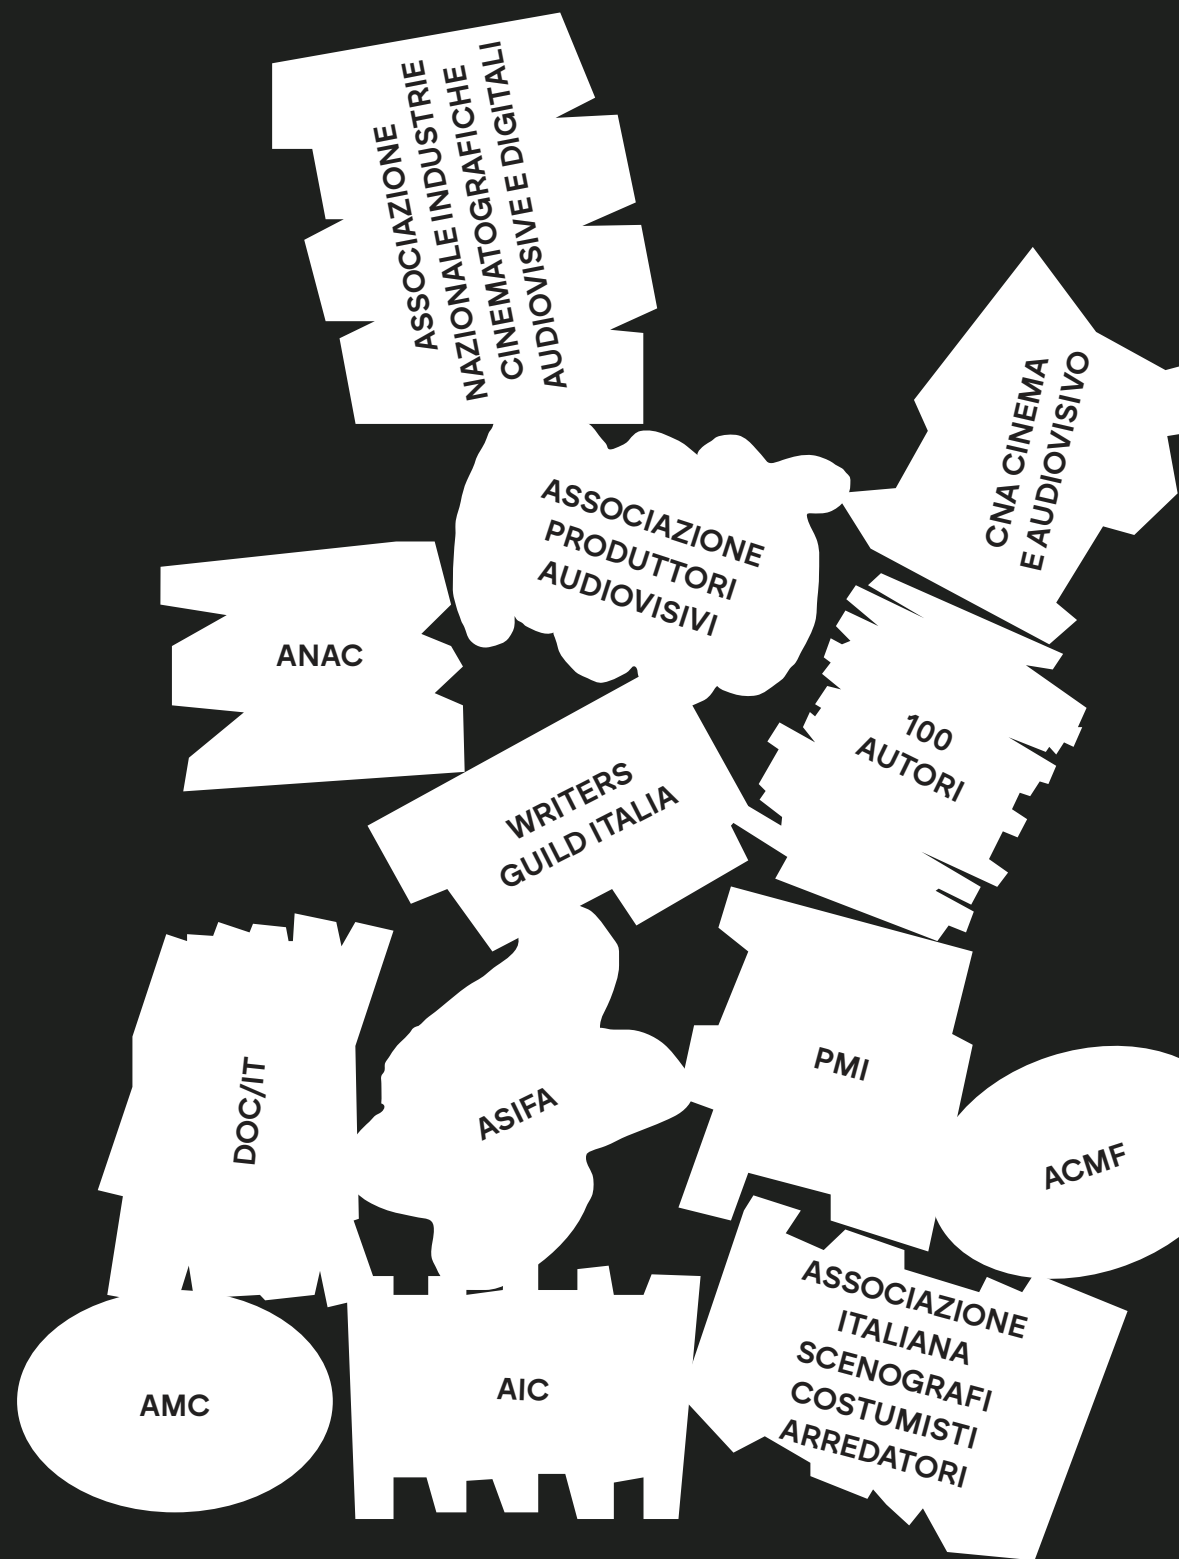 ASSOCIAZIONE
NAZIONALE INDUSTRIE
CINEMATOGRAFICHE
AUDIOVISIVE E DIGITALI
CNA CINEMA
E AUDIOVISIVO
ASSOCIAZIONE
PRODUTTORI
AUDIOVISIVI
ANAC
100
AUTORI
WRITERS
GUILD ITALIA
DOC/IT
ASIFA
PMI
ACMF
AMC
AIC
ASSOCIAZIONE
ITALIANA
SCENOGRAFI
COSTUMISTI
ARREDATORI